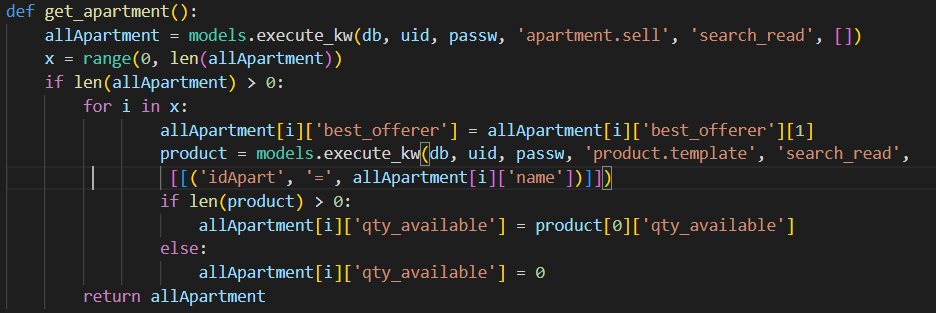 def get_apartment():
    allApartment = models.execute_kw(db, uid, passw, 'apartment.sell', 'search_read', [])
    x = range(0, len(allApartment))
    if len(allApartment) > 0:
        for i in x:
                allApartment[i]['best_offerer'] = allApartment[i]['best_offerer'][1]
                product = models.execute_kw(db, uid, passw, 'product.template', 'search_read',
                 [[('idApart', '=', allApartment[i]['name'])]])
                if len(product) > 0:
                    allApartment[i]['qty_available'] = product[0]['qty_available']
                else:
                    allApartment[i]['qty_available'] = 0
        return allApartment